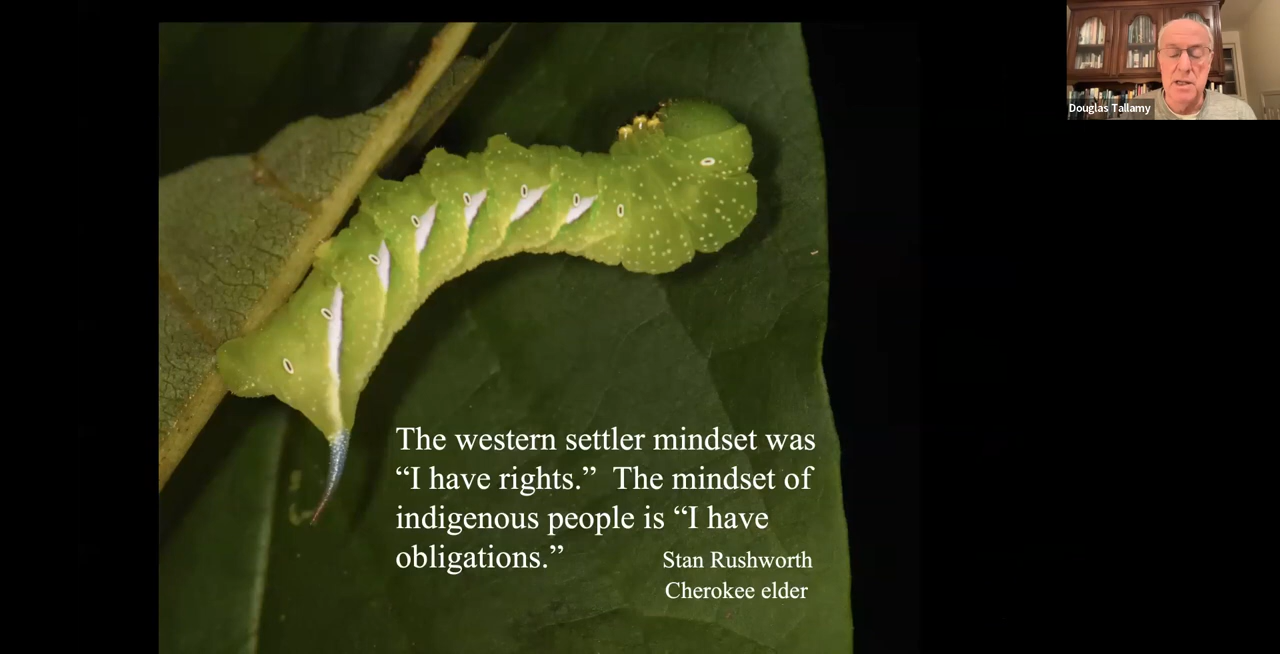 Douglas Tallamy
The western settler mindset was
“I have rights.”  The mindset of
indigenous people is “I have
obligations.”
Stan Rushworth
Cherokee elder